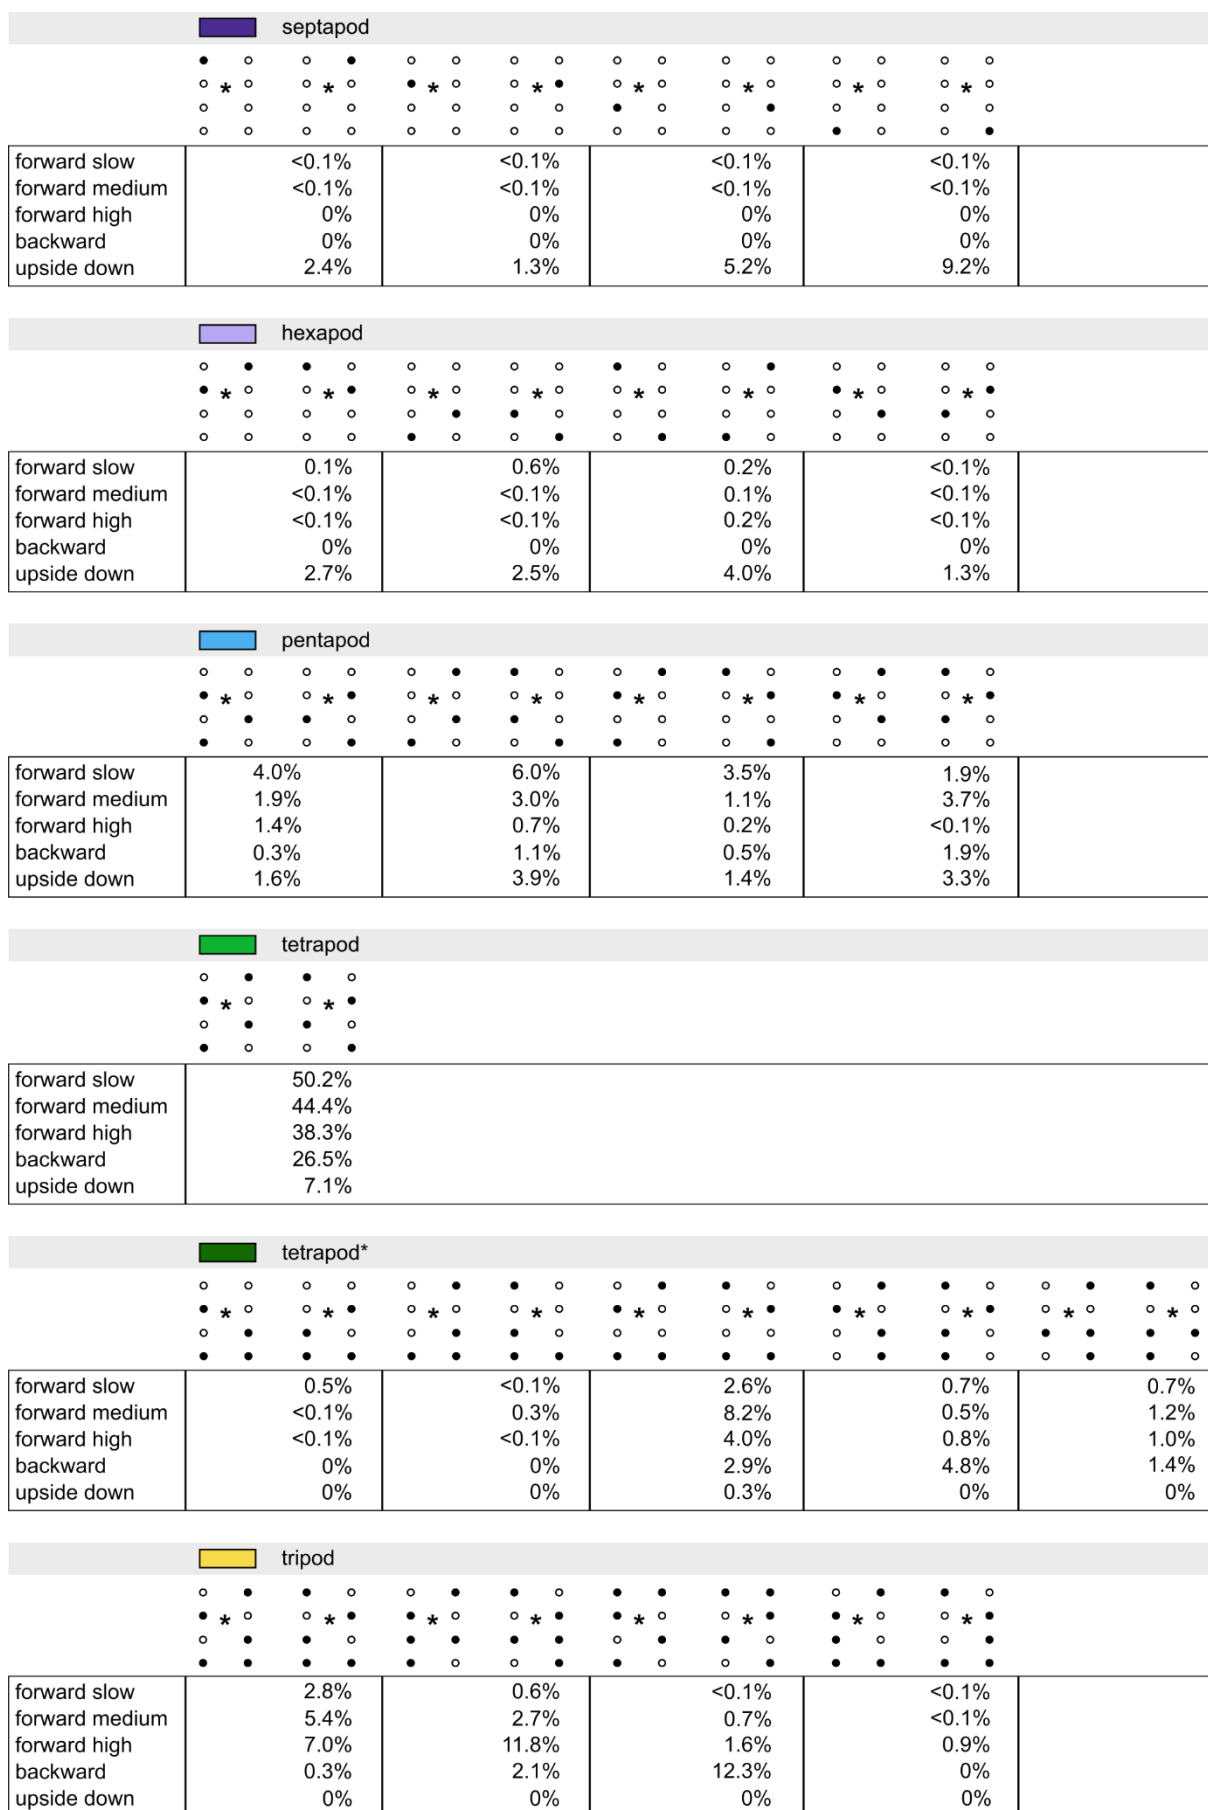 septapod
* * * * * * * *
forward slow <0.1% <0.1% <0.1% <0.1%
forward medium <0.1% <0.1% <0.1% <0.1%
forward high 0% 0% 0% 0%
backward 0% 0% 0% 0%
upside down 2.4% 1.3% 5.2% 9.2%
hexapod
* * * * * * * *
forward slow 0.1% 0.6% 0.2% <0.1%
forward medium <0.1% <0.1% 0.1% <0.1%
forward high <0.1% <0.1% 0.2% <0.1%
backward 0% 0% 0% 0%
upside down 2.7% 2.5% 4.0% 1.3%
pentapod
* * * * * * * *
forward slow 4.0% 6.0% 3.5% 1.9%
forward medium 1.9% 3.0% 1.1% 3.7%
forward high 1.4% 0.7% 0.2% <0.1%
backward 0.3% 1.1% 0.5% 1.9%
upside down 1.6% 3.9% 1.4% 3.3%
tetrapod
* *
forward slow 50.2%
forward medium 44.4%
forward high 38.3%
backward 26.5%
upside down 7.1%
tetrapod*
* * * * * * * * * *
forward slow 0.5% <0.1% 2.6% 0.7% 0.7%
forward medium <0.1% 0.3% 8.2% 0.5% 1.2%
forward high <0.1% <0.1% 4.0% 0.8% 1.0%
backward 0% 0% 2.9% 4.8% 1.4%
upside down 0% 0% 0.3% 0% 0%
tripod
* * * * * * * *
forward slow 2.8% 0.6% <0.1% <0.1%
forward medium 5.4% 2.7% 0.7% <0.1%
forward high 7.0% 11.8% 1.6% 0.9%
backward 0.3% 2.1% 12.3% 0%
upside down 0% 0% 0% 0%